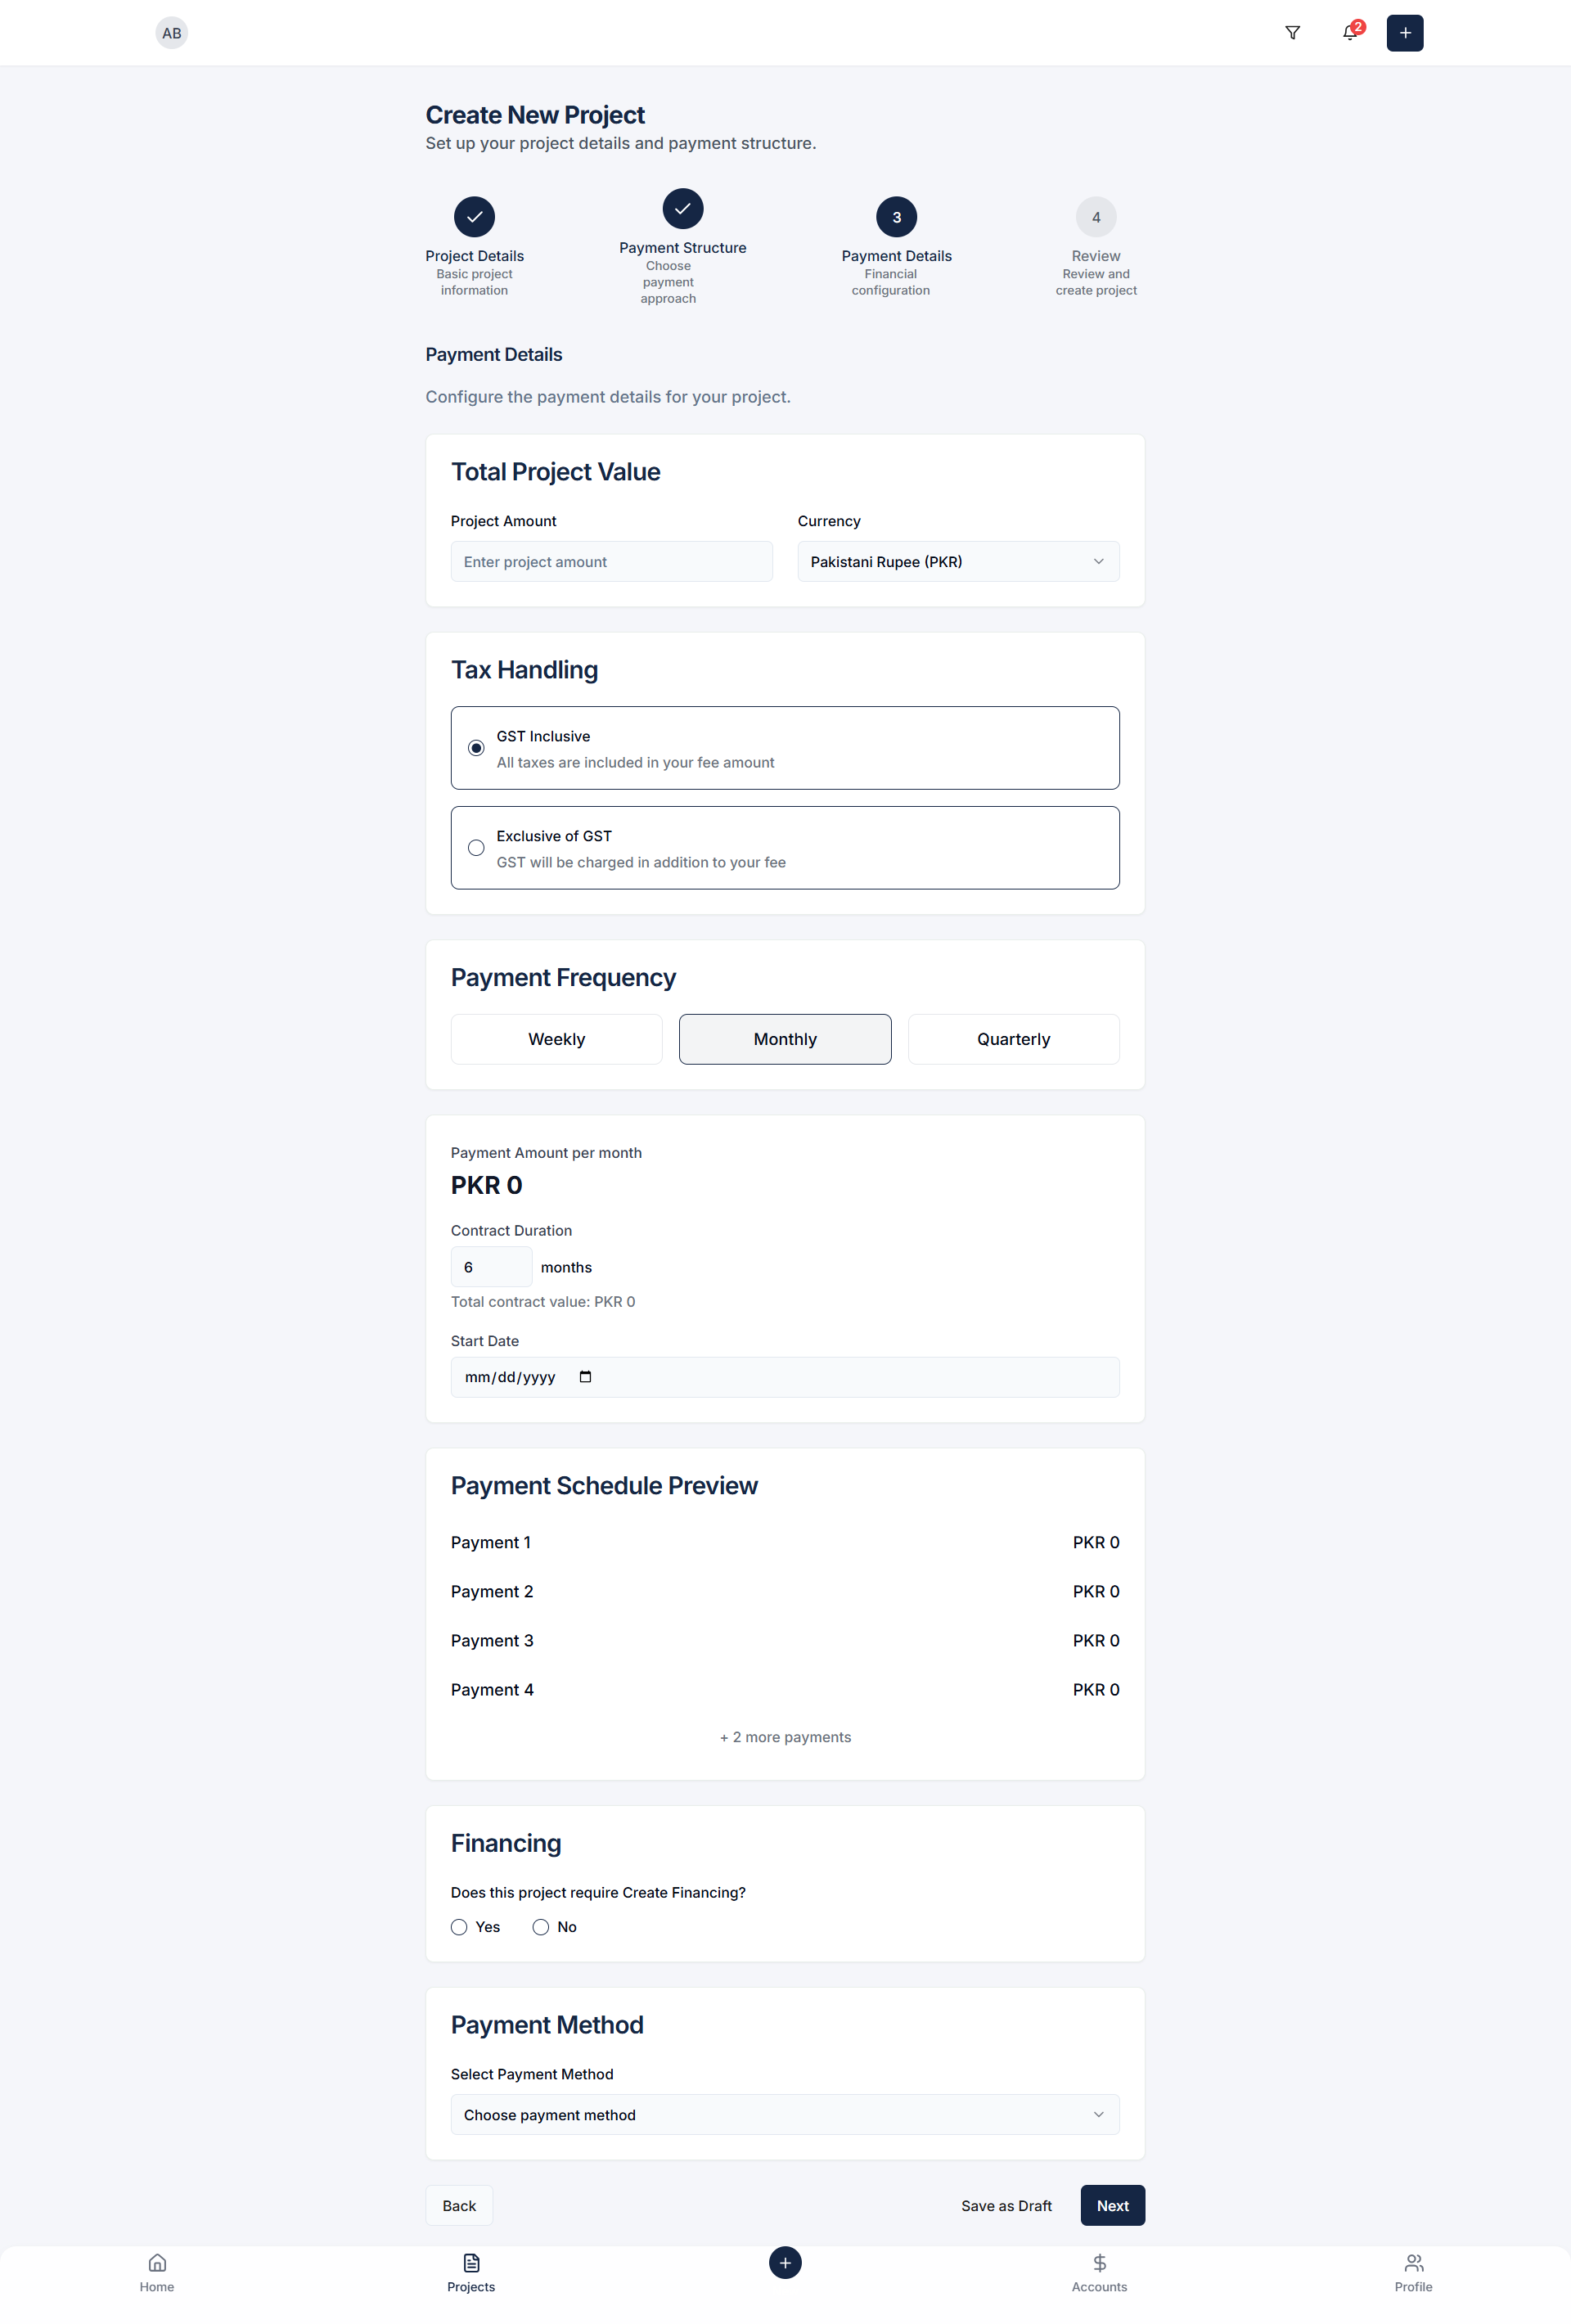 AB
2
Create New Project
Set up your project details and payment structure.
Project Details
Basic project
information
Payment Structure
Choose
payment
approach
3
Payment Details
Financial
configuration
4
Review
Review and
create project
Payment Details
Configure the payment details for your project.
Total Project Value
Project Amount
Enter project amount
Currency
Pakistani Rupee (PKR)
Tax Handling
GST Inclusive
All taxes are included in your fee amount
Exclusive of GST
GST will be charged in addition to your fee
Payment Frequency
Weekly
Monthly
Quarterly
Payment Amount per month
PKR 0
Contract Duration
6 months
Total contract value: PKR 0
Start Date
mm/dd/yyyy
Payment Schedule Preview
Payment 1 PKR 0
Payment 2 PKR 0
Payment 3 PKR 0
Payment 4 PKR 0
+ 2 more payments
Financing
Does this project require Create Financing?
Yes No
Payment Method
Select Payment Method
Choose payment method
Back
Save as Draft
Next
Home
Projects
Accounts
Profile